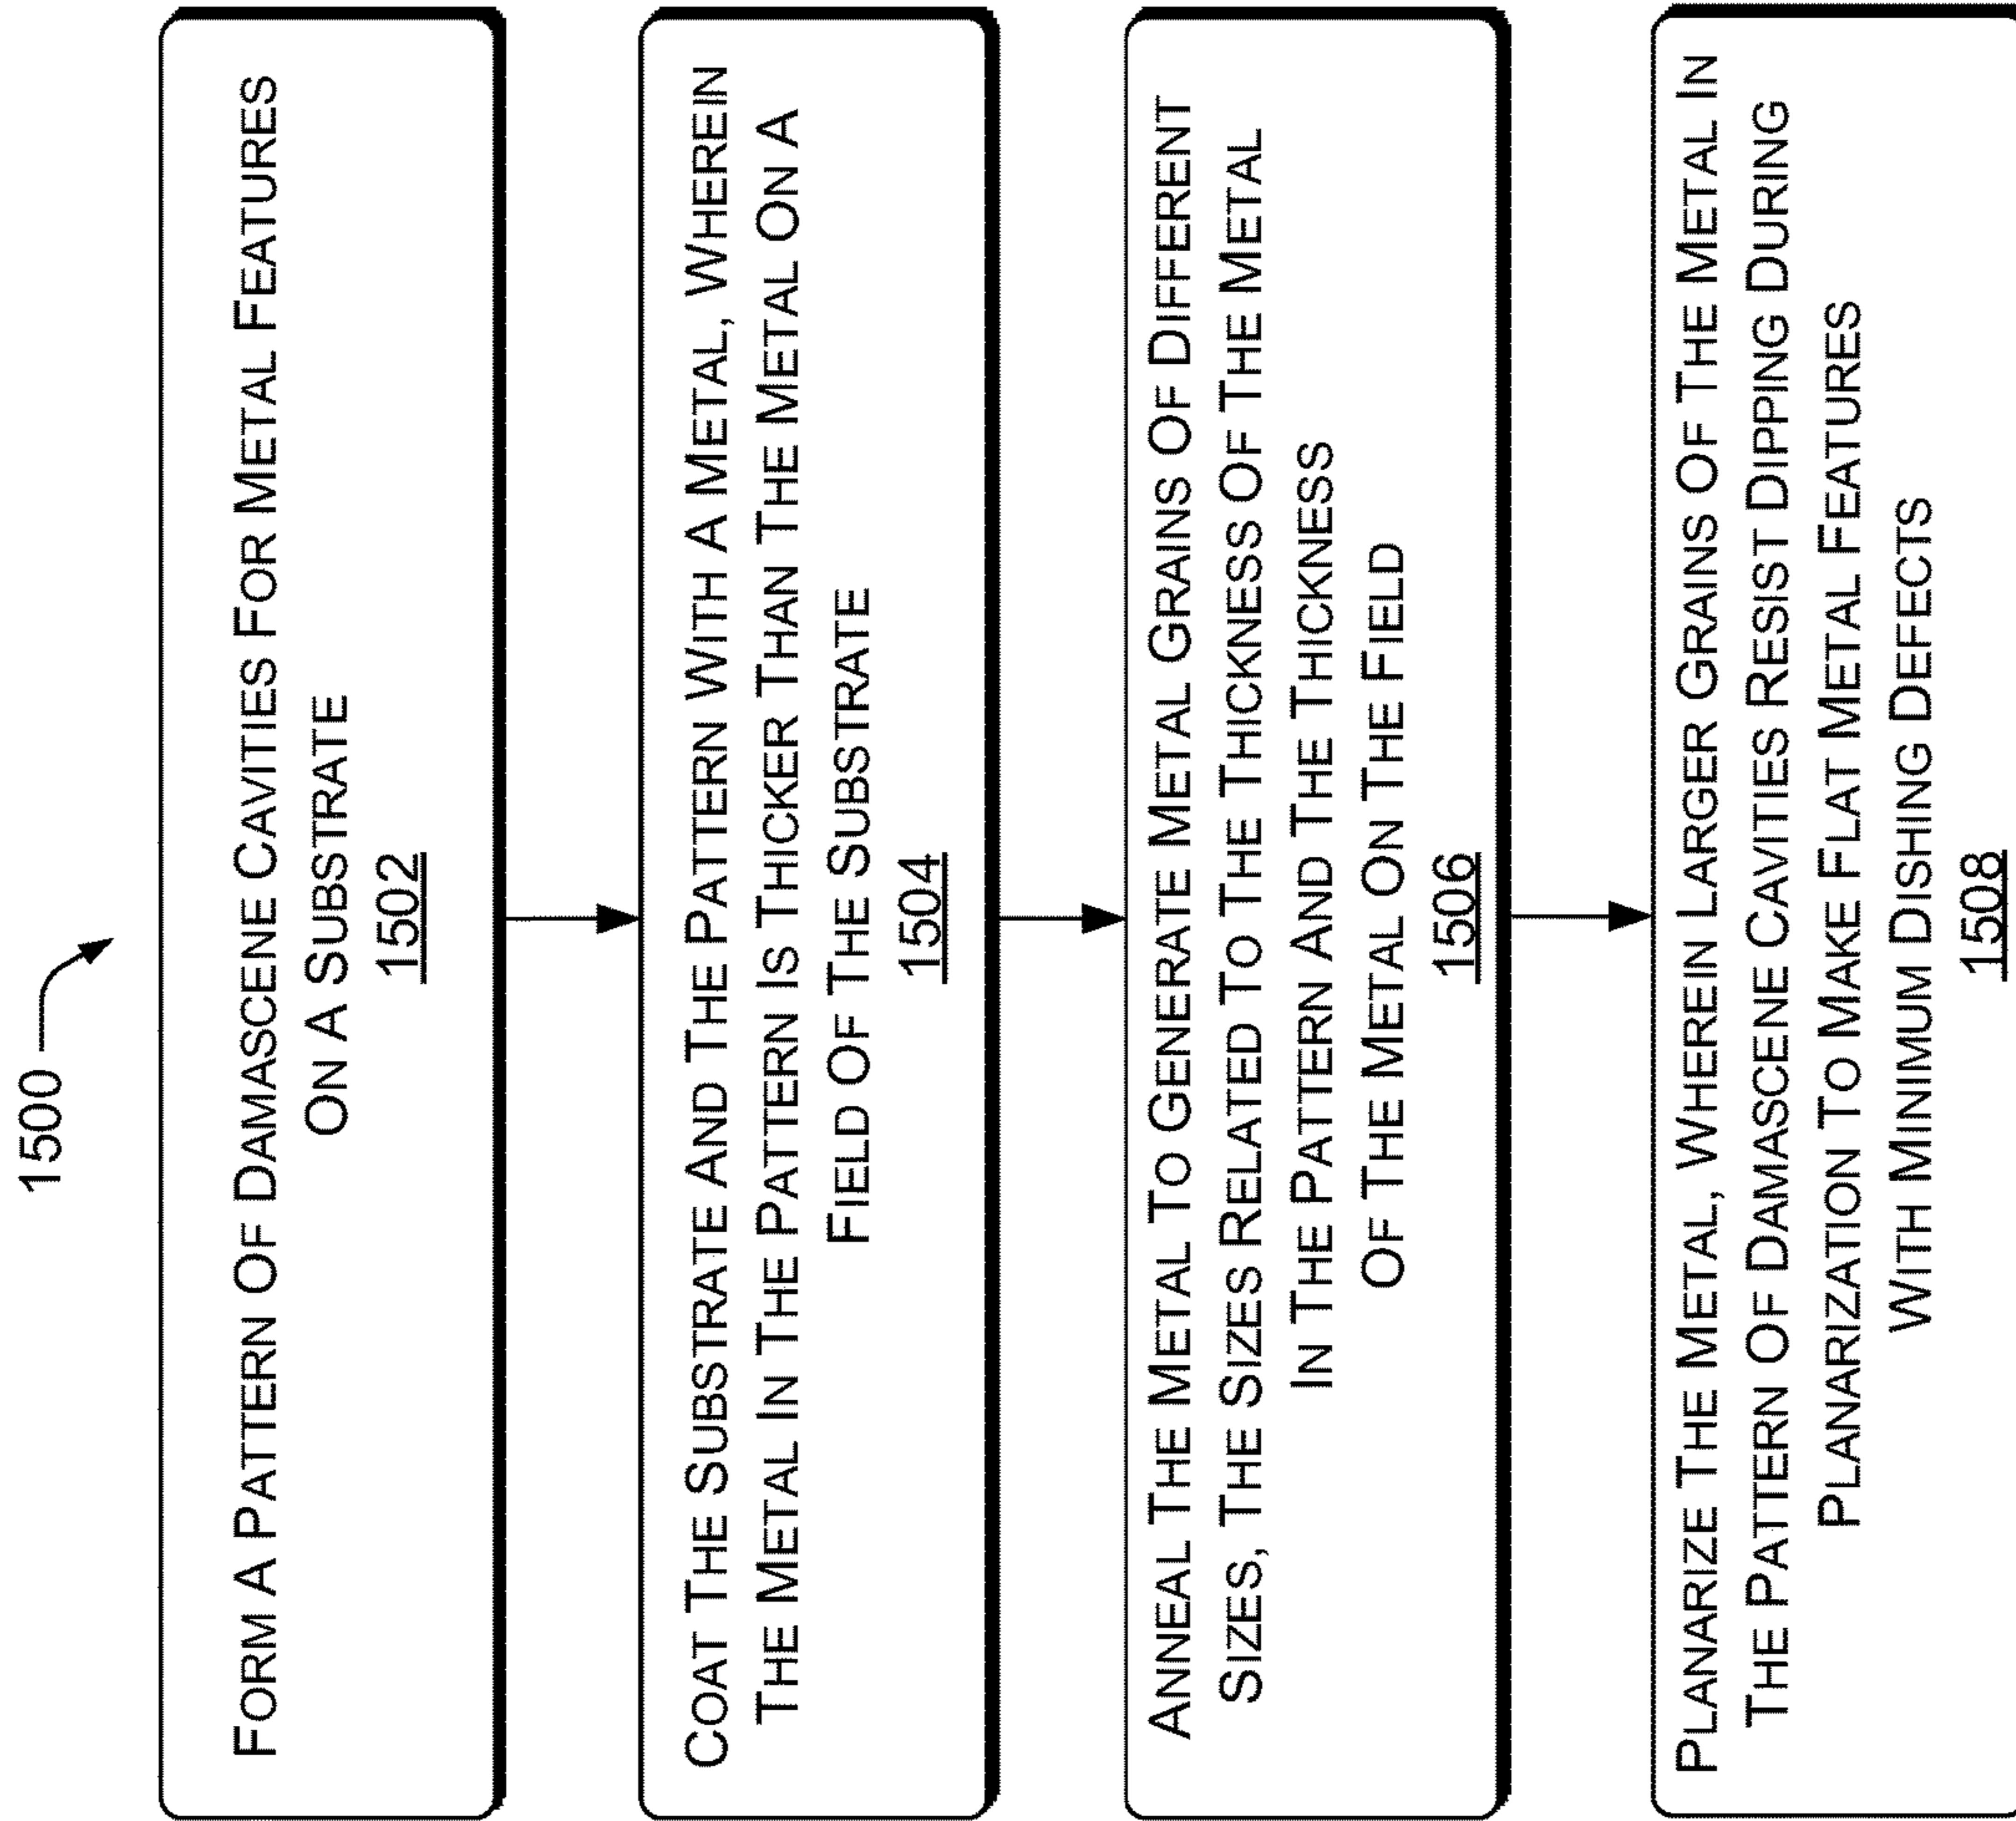 1500
FORM A PATTERN OF DAMASCENE CAVITIES FOR METAL FEATURES
ON A SUBSTRATE
1502
COAT THE SUBSTRATE AND THE PATTERN WITH A METAL, WHEREIN
THE METAL IN THE PATTERN IS THICKER THAN THE METAL ON A
FIELD OF THE SUBSTRATE
1504
ANNEAL THE METAL TO GENERATE METAL GRAINS OF DIFFERENT
SIZES, THE SIZES RELATED TO THE THICKNESS OF THE METAL
IN THE PATTERN AND THE THICKNESS
OF THE METAL ON THE FIELD
1506
PLANARIZE THE METAL, WHEREIN LARGER GRAINS OF THE METAL IN
THE PATTERN OF DAMASCENE CAVITIES RESIST DIPPING DURING
PLANARIZATION TO MAKE FLAT METAL FEATURES
WITH MINIMUM DISHING DEFECTS
1508